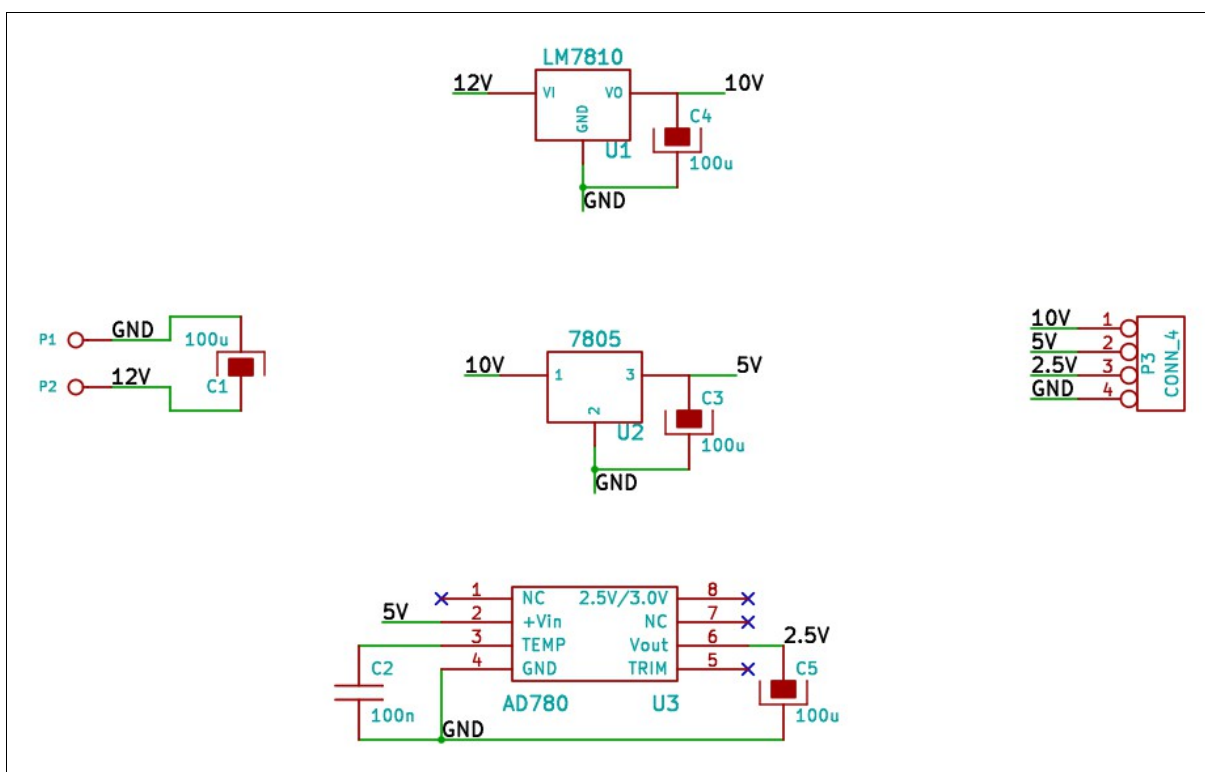 LM7810
12V
VI
VO
10V
GND
C4
U1
100u
GND
P1
GND
100u
P2
12V
C1
7805
10V
1
3
5V
2
C3
U2
100u
GND
10V 1
5V 2
2.5V 3
GND 4
P3
CONN_4
1 NC 2.5V/3.0V 8
5V 2 +Vin NC 7
3 TEMP Vout 6 2.5V
C2 4 GND TRIM 5 C5
AD780 U3
100n 100u
GND